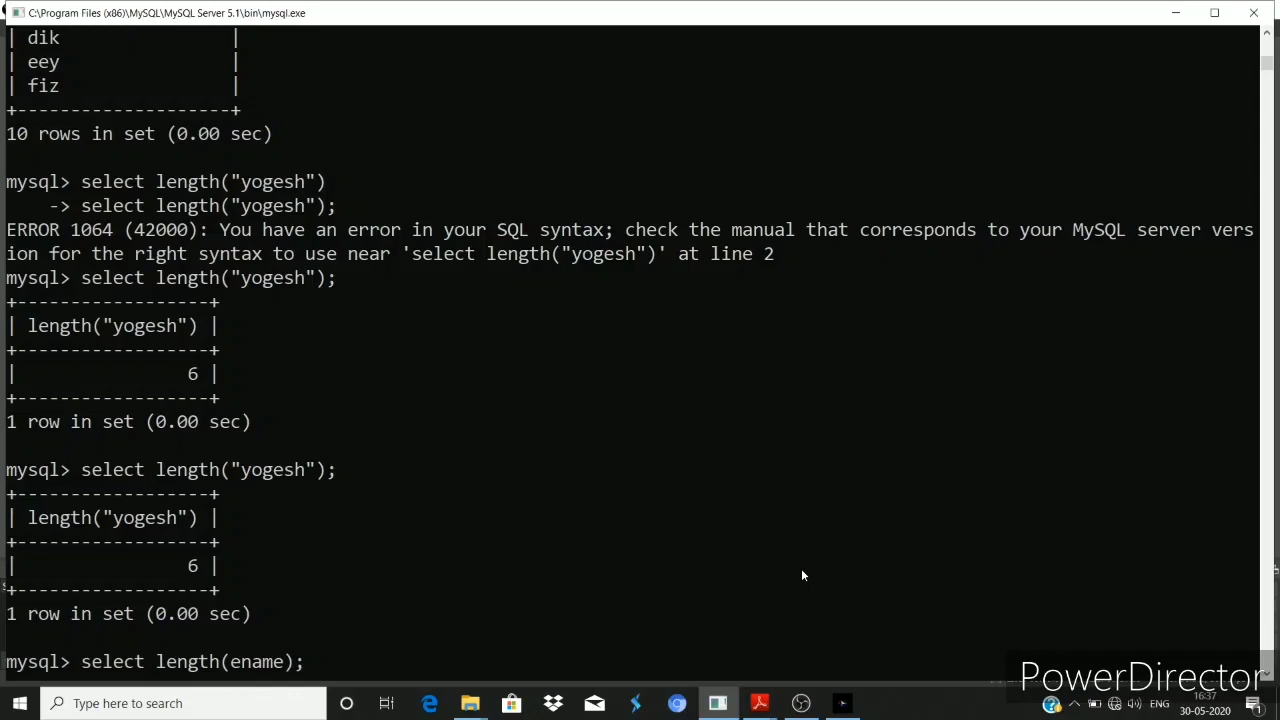 C:\Program Files (x86)\MySQL\MySQL Server 5.1\bin\mysql.exe
| dik                |
| eey                |
| fiz                |
+--------------------+
10 rows in set (0.00 sec)
mysql> select length("yogesh")
    -> select length("yogesh");
ERROR 1064 (42000): You have an error in your SQL syntax; check the manual that corresponds to your MySQL server vers
ion for the right syntax to use near 'select length("yogesh")' at line 2
mysql> select length("yogesh");
+------------------+
| length("yogesh") |
+------------------+
|                6 |
+------------------+
1 row in set (0.00 sec)
mysql> select length("yogesh");
+------------------+
| length("yogesh") |
+------------------+
|                6 |
+------------------+
1 row in set (0.00 sec)
mysql> select length(ename);
PowerDirector
Type here to search
ENG
16:37
30-05-2020
1